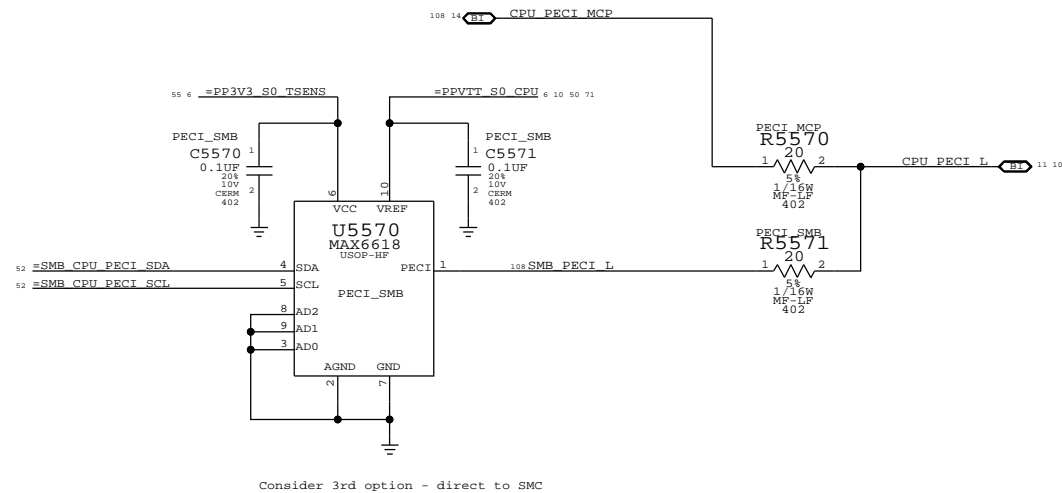 108 14 BI CPU_PECI_MCP
55 6 =PP3V3_S0_TSENS
=PPVTT_S0_CPU 6 10 50 71
PECI_SMB
C5570
0.1UF
20%
10V
CERM
402
1
2
PECI_SMB
C5571
0.1UF
20%
10V
CERM
402
1
2
PECI_MCP
R5570
1 20 2
5%
1/16W
MF-LF
402
CPU_PECI_L BI 11 10
6 10
VCC VREF
U5570
MAX6618
USOP-HF
52 =SMB_CPU_PECI_SDA 4 SDA
PECI 1 108 SMB_PECI_L
52 =SMB_CPU_PECI_SCL 5 SCL
PECI_SMB
8 AD2
9 AD1
3 AD0
AGND GND
2 7
PECI_SMB
R5571
1 20 2
5%
1/16W
MF-LF
402
Consider 3rd option - direct to SMC